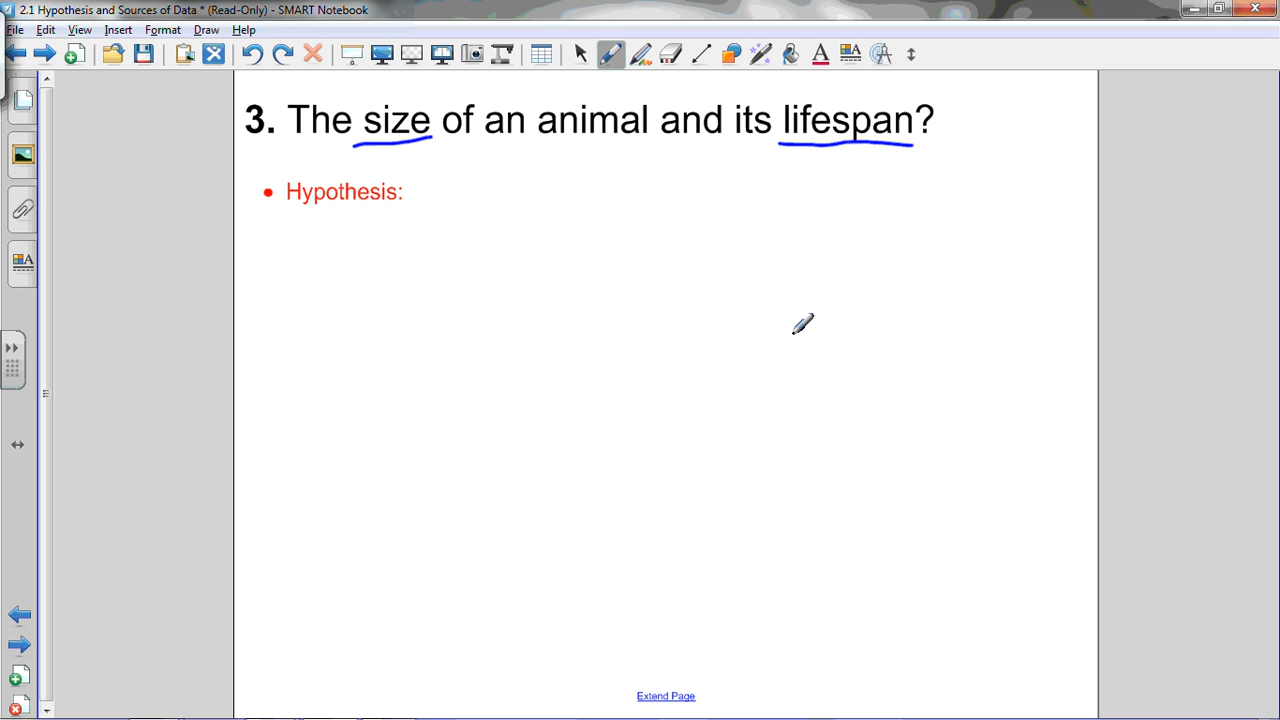 2.1 Hypothesis and Sources of Data * (Read-Only) - SMART Notebook
File Edit View Insert Format Draw Help
3. The size of an animal and its lifespan?
• Hypothesis:
Extend Page